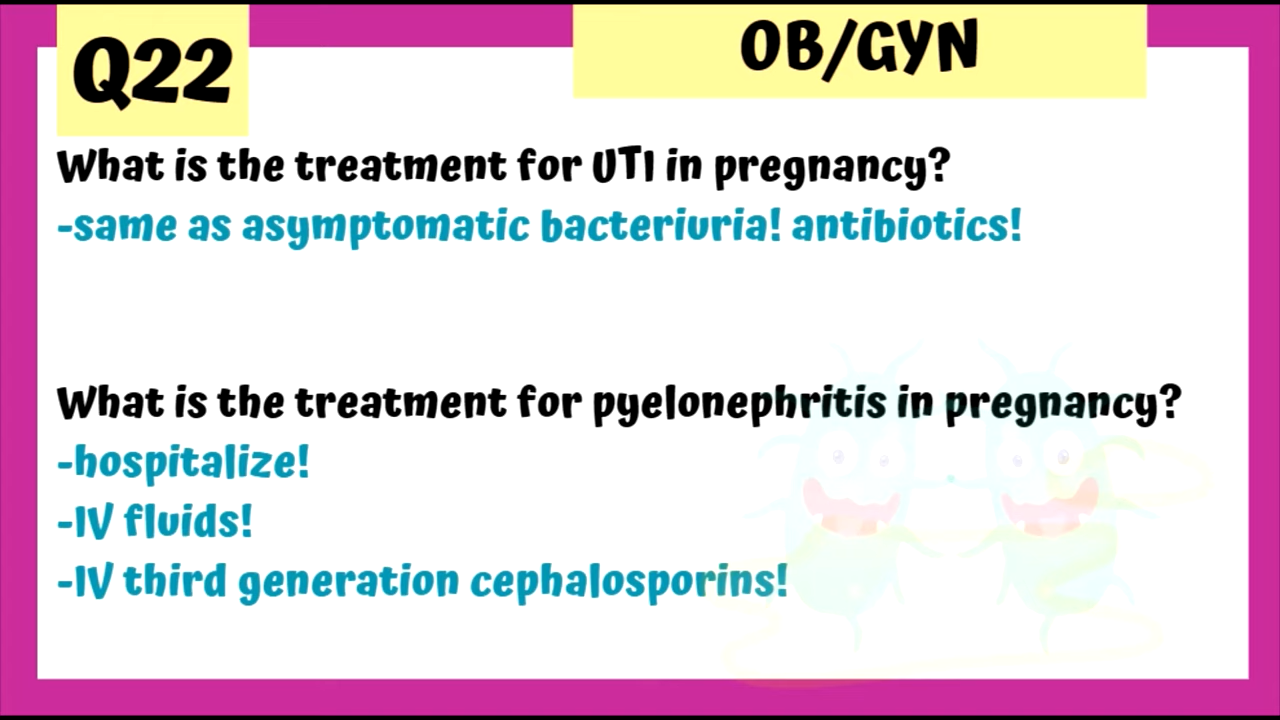 Q22
OB/GYN
What is the treatment for UTI in pregnancy?
-same as asymptomatic bacteriuria! antibiotics!
What is the treatment for pyelonephritis in pregnancy?
-hospitalize!
-IV fluids!
-IV third generation cephalosporins!